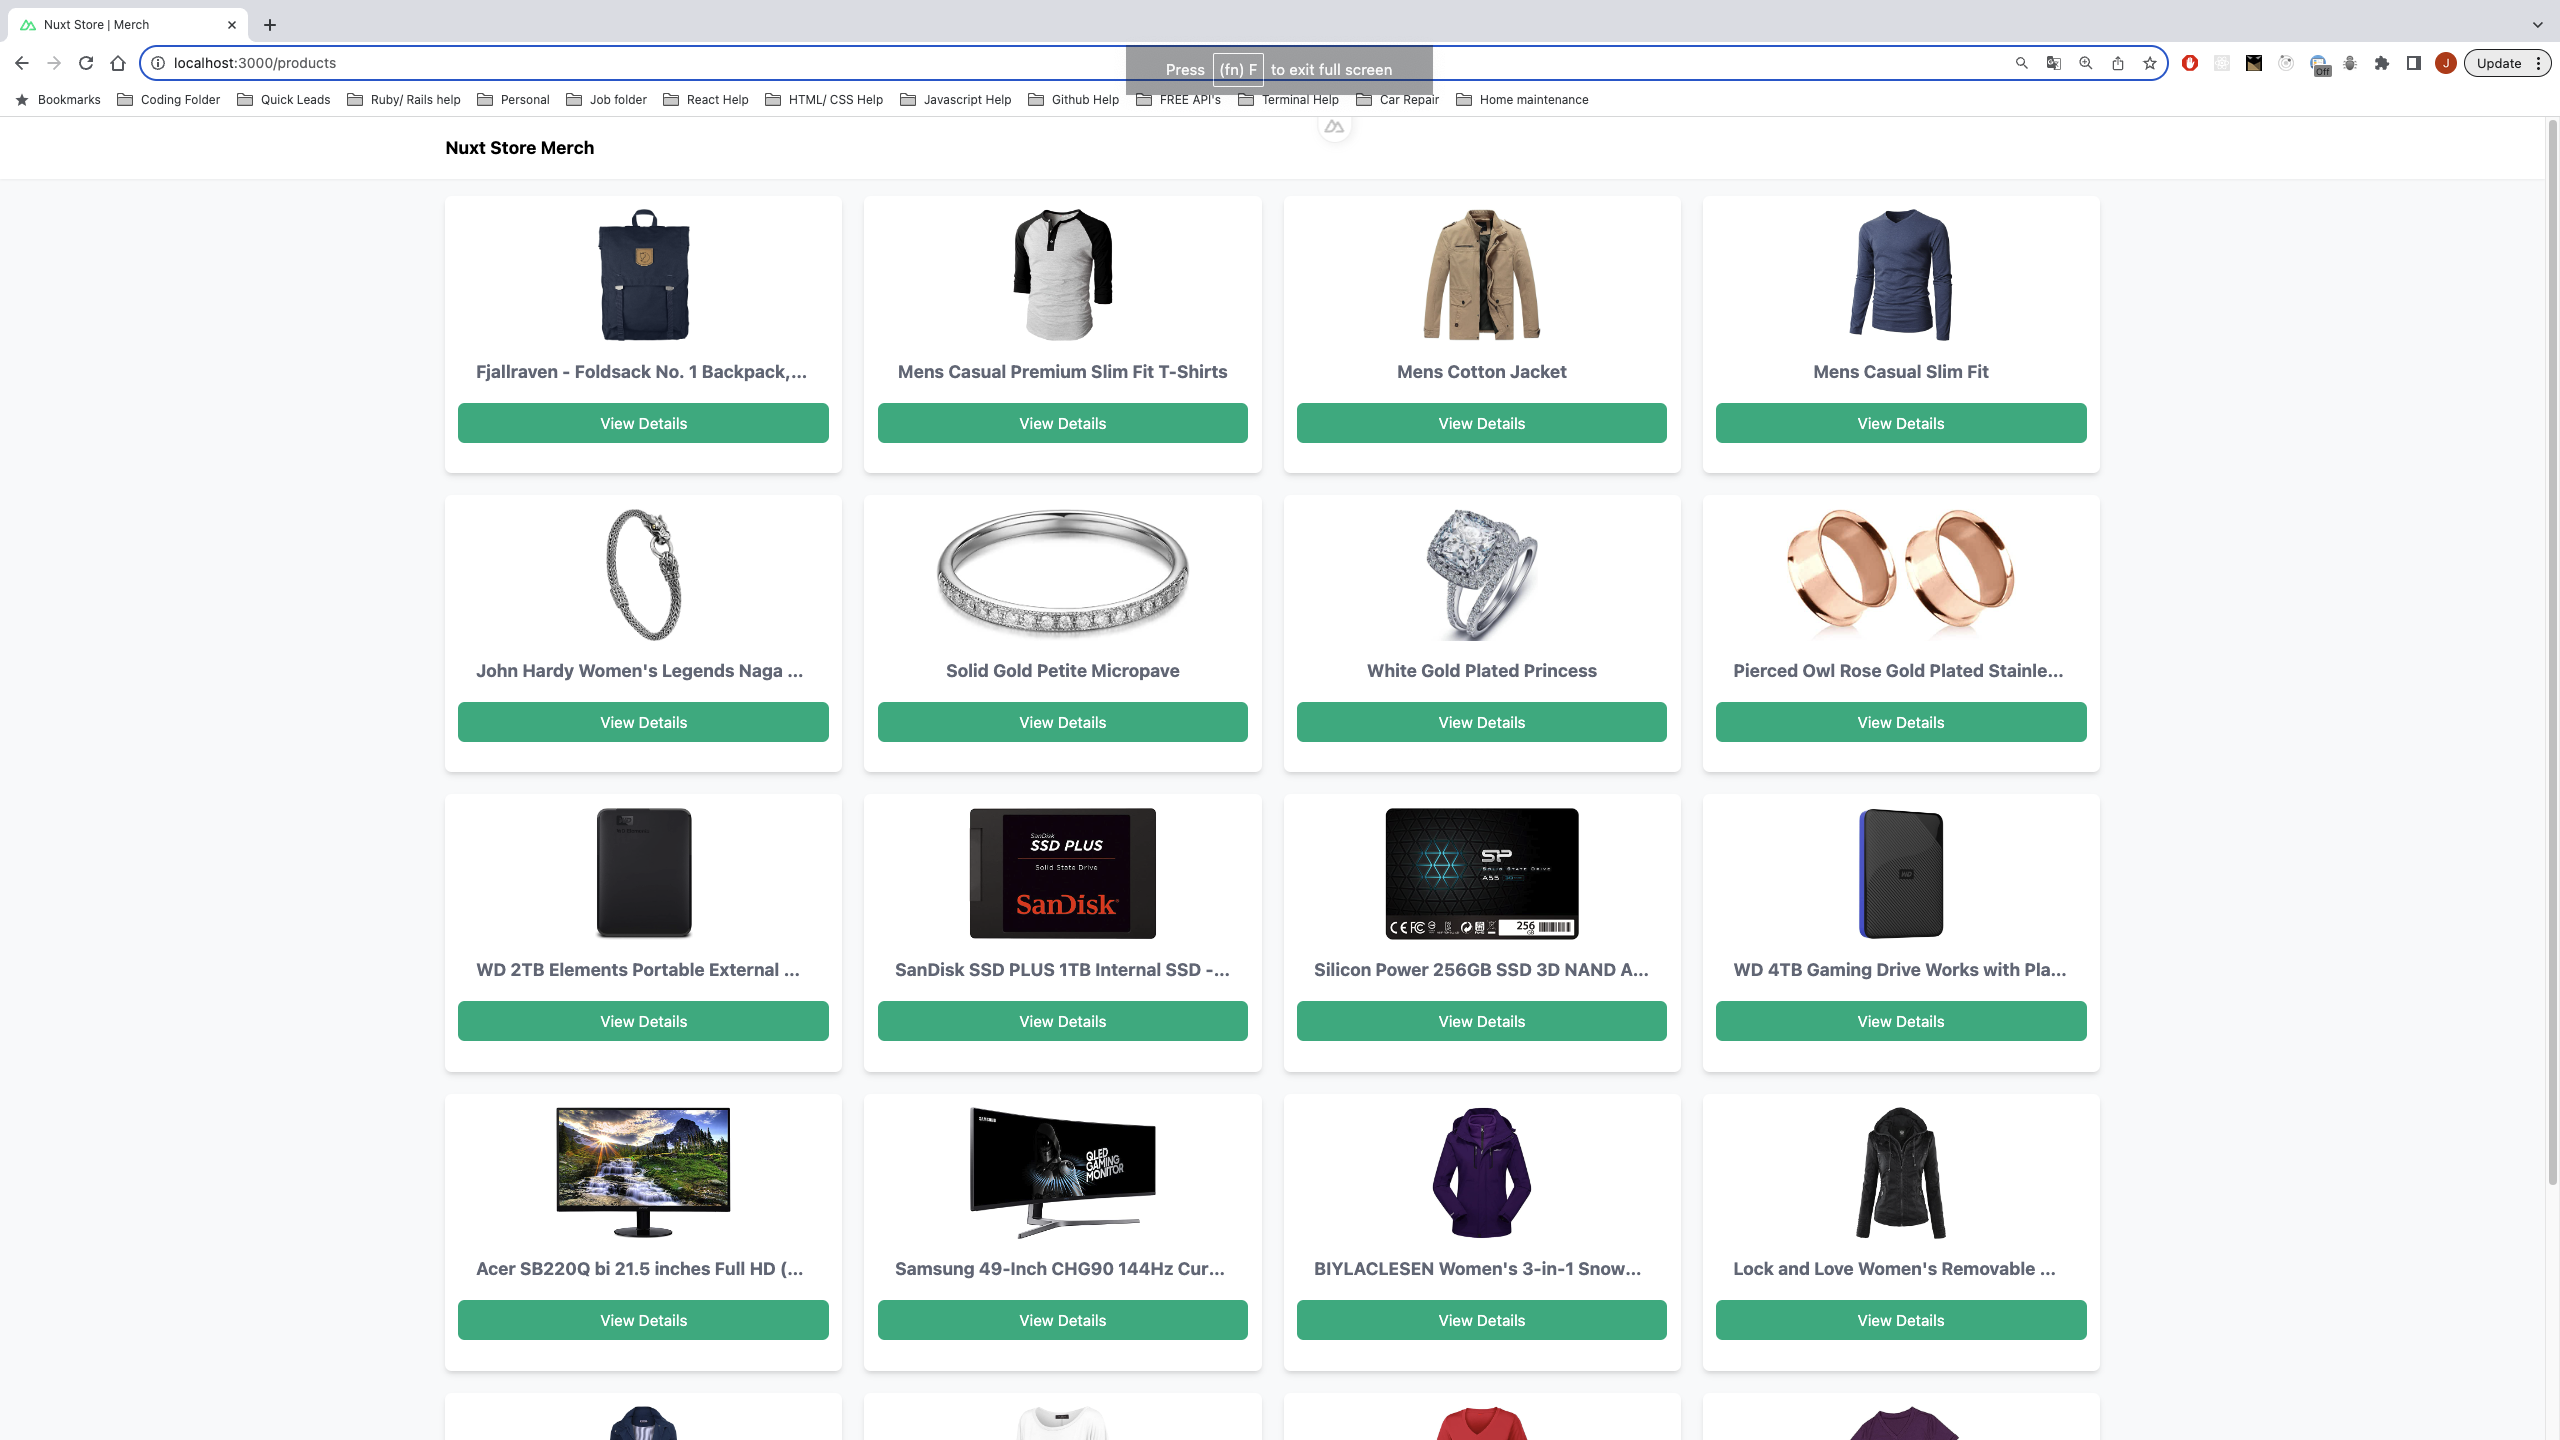 Nuxt Store | Merch
localhost:3000/products
Press (fn) F to exit full screen
Off
J
Update
Bookmarks Coding Folder Quick Leads Ruby/ Rails help Personal Job folder React Help HTML/ CSS Help Javascript Help Github Help FREE API's Terminal Help Car Repair Home maintenance
Nuxt Store Merch
Fjallraven - Foldsack No. 1 Backpack,...
Mens Casual Premium Slim Fit T-Shirts
Mens Cotton Jacket
Mens Casual Slim Fit
View Details
View Details
View Details
View Details
John Hardy Women's Legends Naga ...
Solid Gold Petite Micropave
White Gold Plated Princess
Pierced Owl Rose Gold Plated Stainle...
View Details
View Details
View Details
View Details
WD
SanDisk
SSD PLUS
Solid State Drive
SanDisk
SP
Solid State Drive
A55
256
GB
WD
WD 2TB Elements Portable External ...
SanDisk SSD PLUS 1TB Internal SSD -...
Silicon Power 256GB SSD 3D NAND A...
WD 4TB Gaming Drive Works with Pla...
View Details
View Details
View Details
View Details
SAMSUNG
QLED
GAMING
MONITOR
Acer SB220Q bi 21.5 inches Full HD (...
Samsung 49-Inch CHG90 144Hz Cur...
BIYLACLESEN Women's 3-in-1 Snow...
Lock and Love Women's Removable ...
View Details
View Details
View Details
View Details